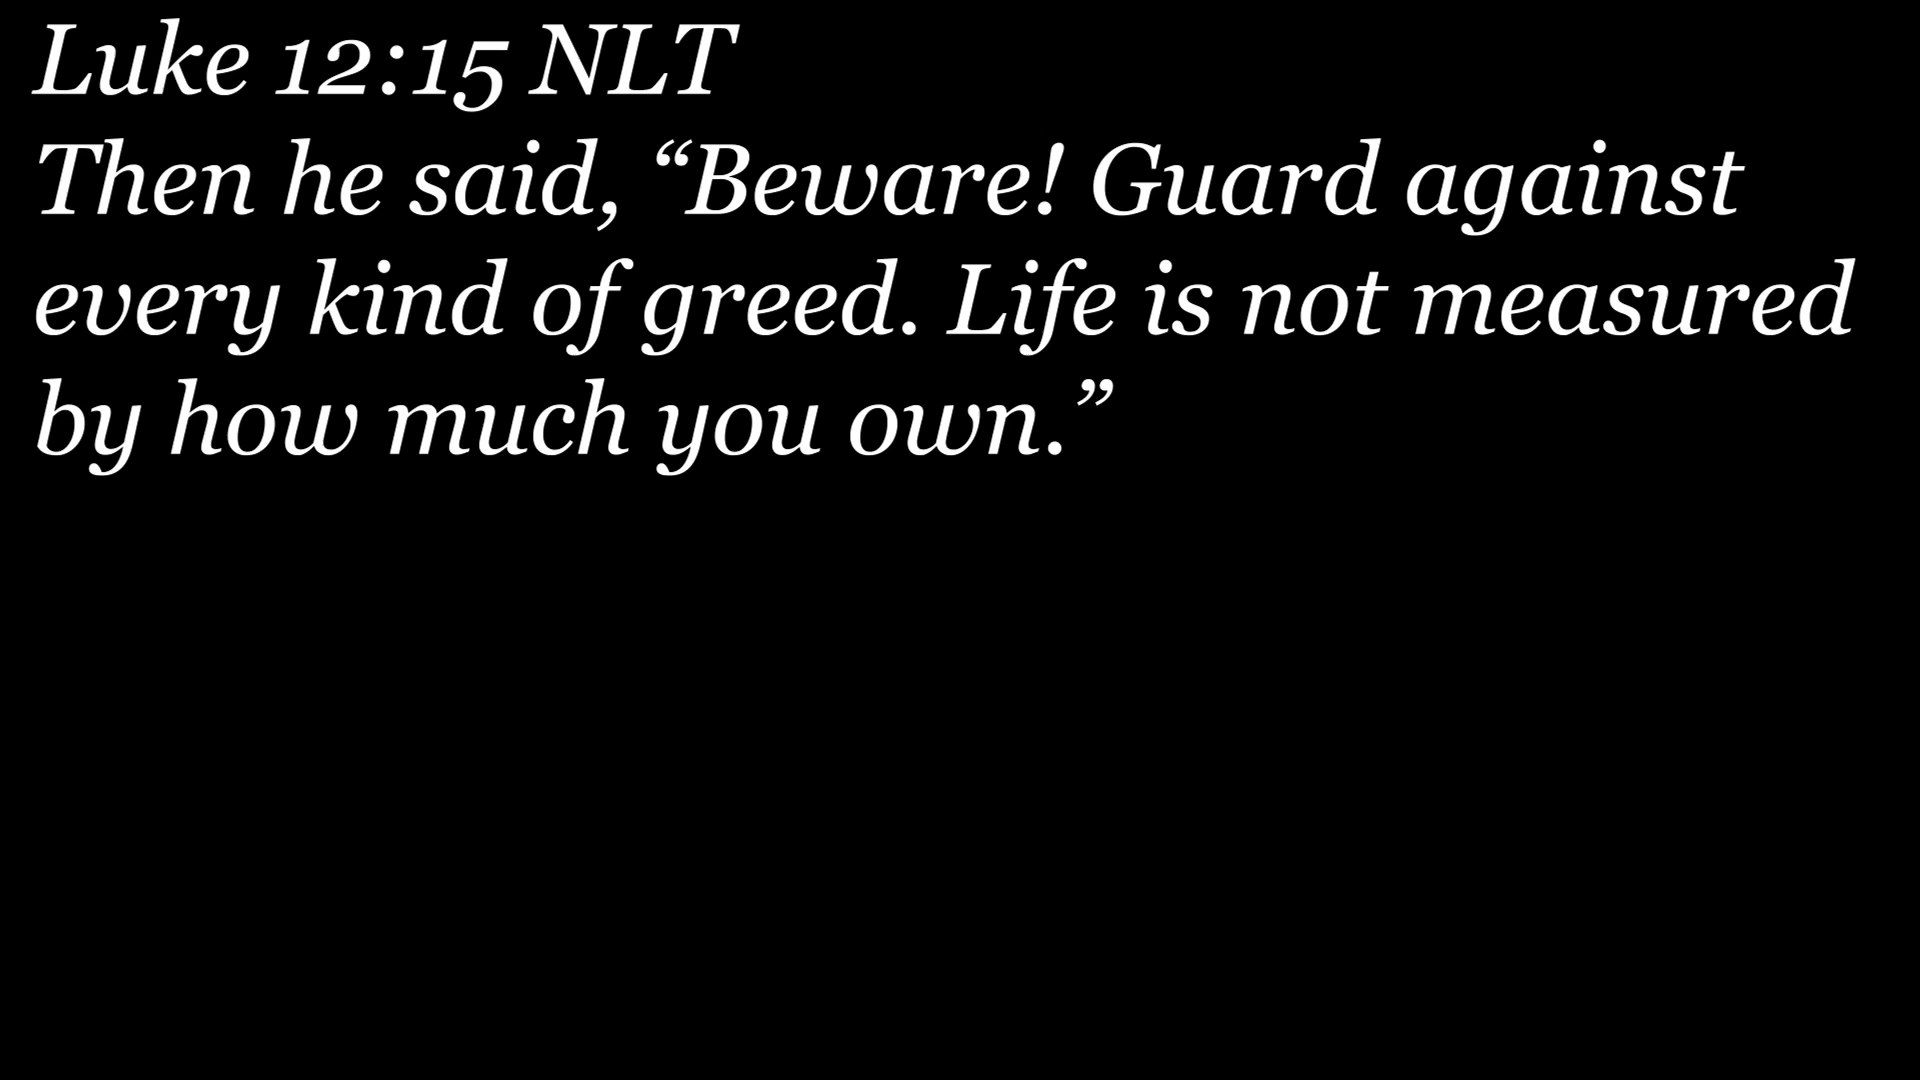 Luke 12:15 NLT
Then he said, “Beware! Guard against
every kind of greed. Life is not measured
by how much you own.”